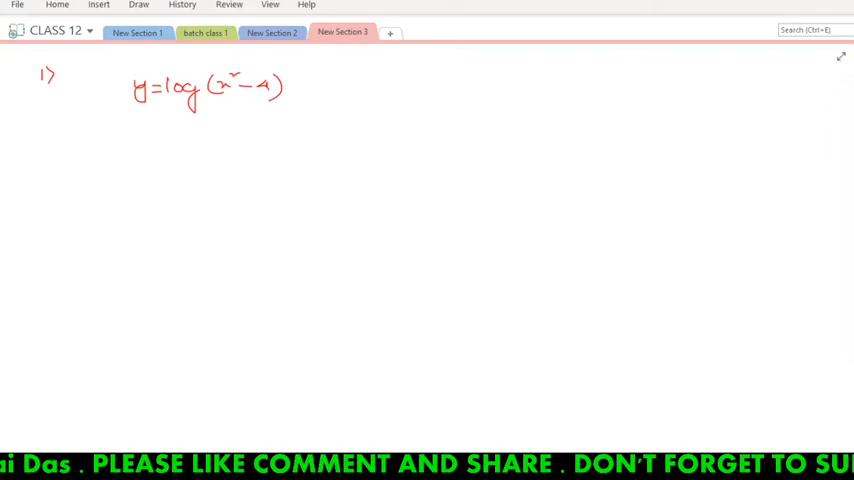 File Home Insert Draw History Review View Help
CLASS 12 New Section 1 batch class 1 New Section 2 New Section 3 + Search (Ctrl+E)
1) y=log(x²-4)
ai Das . PLEASE LIKE COMMENT AND SHARE . DON'T FORGET TO SU